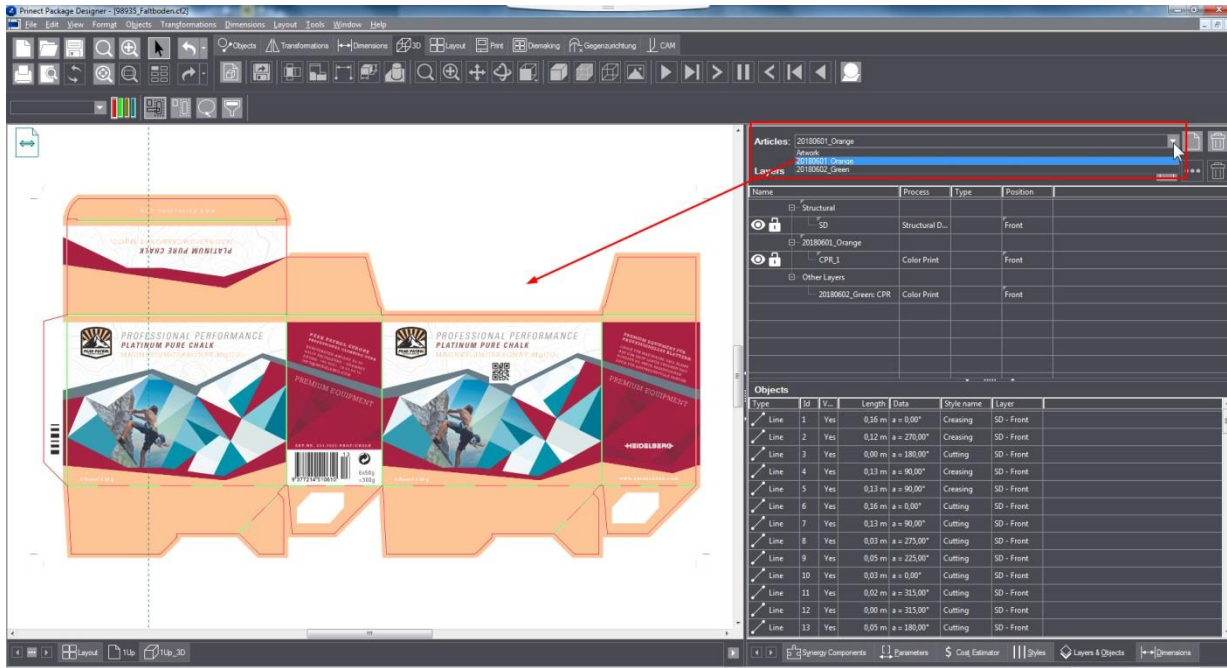 Prinect Package Designer - [98935_Faltboden.cf2]
File Edit View Format Objects Transformations Dimensions Layout Tools Window Help
Objects Transformations Dimensions 3D Layout Print Diemaking Gegenzurichtung CAM
Articles: 20180601_Orange
Artwork
20180601_Orange
20180602_Green
Layers
Name Process Type Position
Structural
SD Structural D... Front
20180601_Orange
CPR_1 Color Print Front
Other Layers
20180602_Green: CPR Color Print Front
PLATINUM PURE CHALK
PROFESSIONAL PERFORMANCE
PLATINUM PURE CHALK
PREMIUM EQUIPMENT
6x50g
=300g
PROFESSIONAL PERFORMANCE
PLATINUM PURE CHALK
PREMIUM EQUIPMENT
HEIDELBERG
Objects
Type Id V... Length Data Style name Layer
Line 1 Yes 0,16 m a = 0,00° Creasing SD - Front
Line 2 Yes 0,12 m a = 270,00° Creasing SD - Front
Line 3 Yes 0,00 m a = 180,00° Cutting SD - Front
Line 4 Yes 0,13 m a = 90,00° Creasing SD - Front
Line 5 Yes 0,13 m a = 90,00° Creasing SD - Front
Line 6 Yes 0,16 m a = 0,00° Cutting SD - Front
Line 7 Yes 0,13 m a = 90,00° Cutting SD - Front
Line 8 Yes 0,03 m a = 275,00° Cutting SD - Front
Line 9 Yes 0,05 m a = 225,00° Cutting SD - Front
Line 10 Yes 0,03 m a = 0,00° Cutting SD - Front
Line 11 Yes 0,02 m a = 315,00° Cutting SD - Front
Line 12 Yes 0,00 m a = 315,00° Cutting SD - Front
Line 13 Yes 0,05 m a = 180,00° Cutting SD - Front
Layout 1Up 1Up_3D
Synergy Components Parameters Cost Estimator Styles Layers & Objects Dimensions